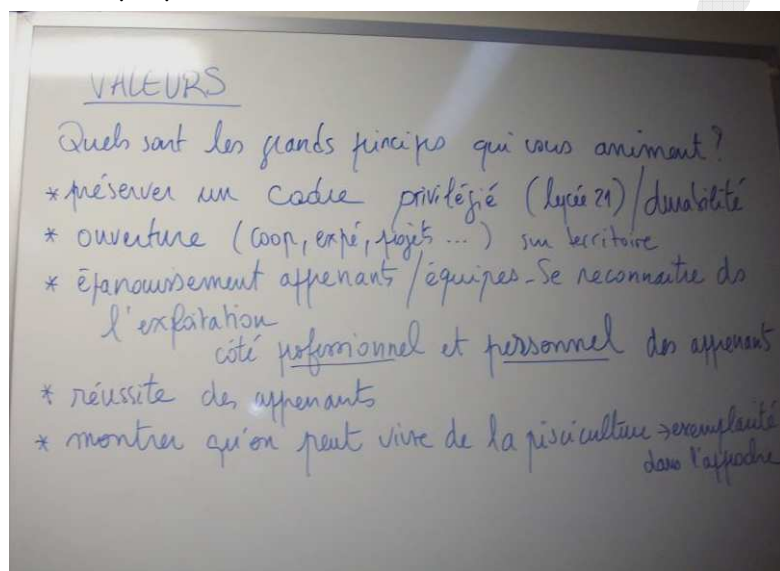 VALEURS
Quels sont les grands principes qui vous animent ?
* préserver un cadre privilégié (lycée 21) / durabilité
* ouverture (coop, expé, projets ...) sur territoire
* épanouissement apprenants / équipes - Se reconnaitre ds
l'exploitation
côté professionnel et personnel des apprenants
* réussite des apprenants
* montrer qu'on peut vivre de la pisciculture → exemplarité
dans l'approche